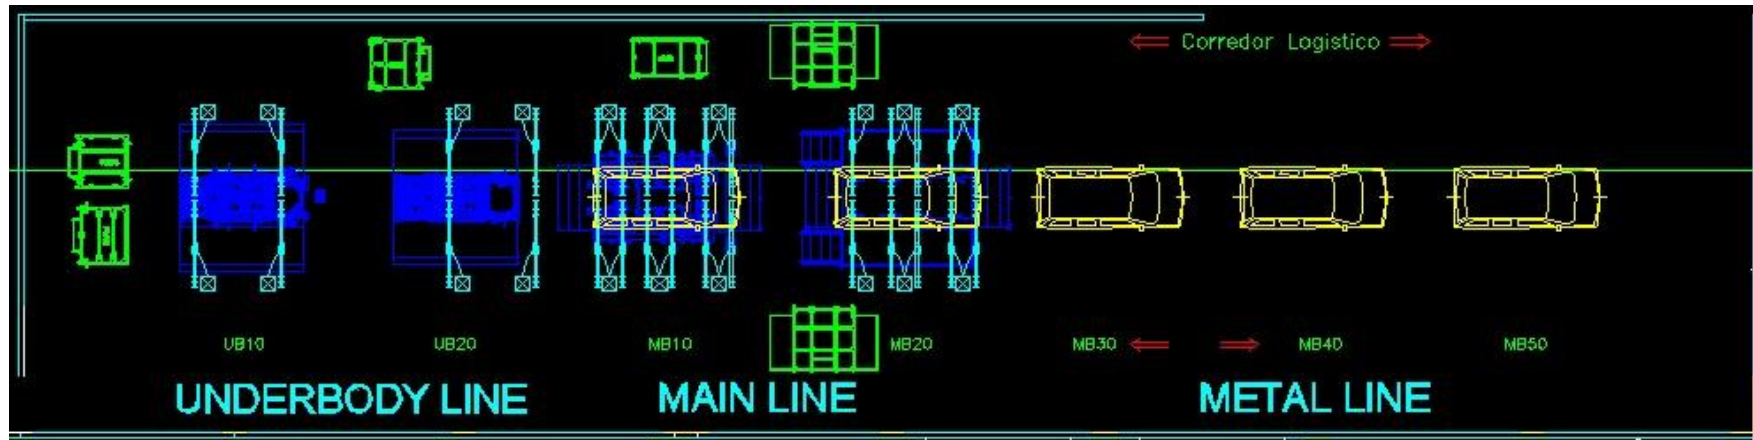 Corredor Logistico
UB10 UB20 MB10 MB20 MB30 MB40 MB50
UNDERBODY LINE MAIN LINE METAL LINE